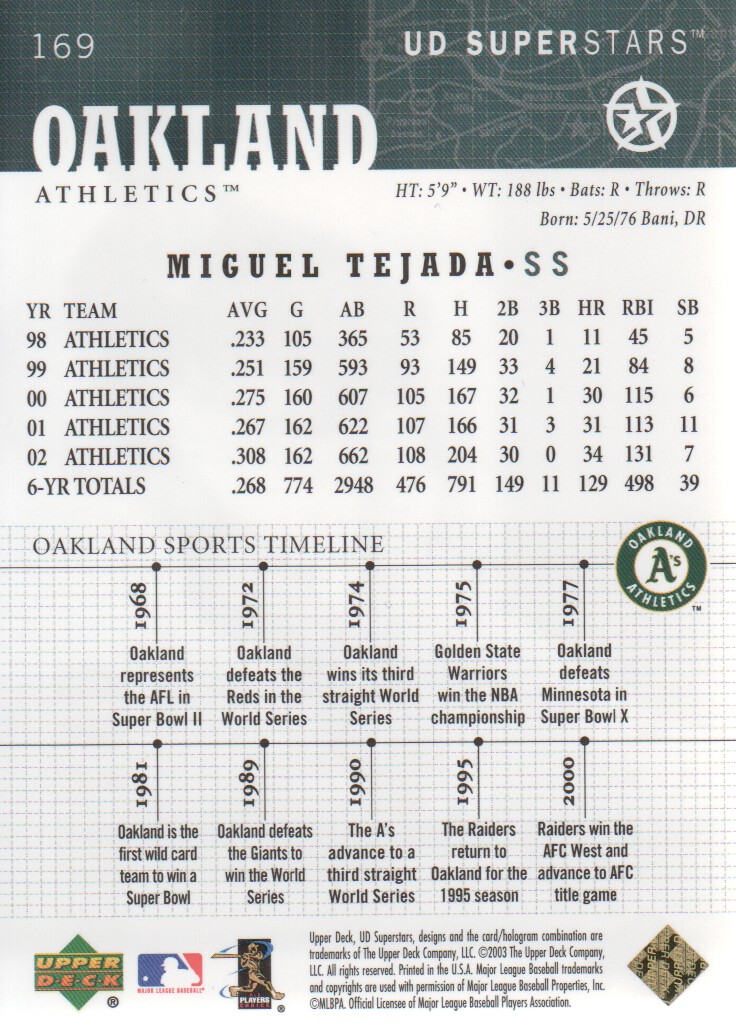 169
UD SUPERSTARS™
OAKLAND
ATHLETICS™
HT: 5'9" • WT: 188 lbs • Bats: R • Throws: R
Born: 5/25/76 Bani, DR
MIGUEL TEJADA • SS
YR TEAM AVG G AB R H 2B 3B HR RBI SB
98 ATHLETICS .233 105 365 53 85 20 1 11 45 5
99 ATHLETICS .251 159 593 93 149 33 4 21 84 8
00 ATHLETICS .275 160 607 105 167 32 1 30 115 6
01 ATHLETICS .267 162 622 107 166 31 3 31 113 11
02 ATHLETICS .308 162 662 108 204 30 0 34 131 7
6-YR TOTALS .268 774 2948 476 791 149 11 129 498 39
OAKLAND SPORTS TIMELINE
OAKLAND
A's
ATHLETICS
™
1968
Oakland
represents
the AFL in
Super Bowl II
1972
Oakland
defeats the
Reds in the
World Series
1974
Oakland
wins its third
straight World
Series
1975
Golden State
Warriors
win the NBA
championship
1977
Oakland
defeats
Minnesota in
Super Bowl X
1981
Oakland is the
first wild card
team to win a
Super Bowl
1989
Oakland defeats
the Giants to
win the World
Series
1990
The A's
advance to a
third straight
World Series
1995
The Raiders
return to
Oakland for the
1995 season
2000
Raiders win the
AFC West and
advance to AFC
title game
UPPER
DECK
®
MAJOR LEAGUE BASEBALL®
PLAYERS
CHOICE
®
Upper Deck, UD Superstars, designs and the card/hologram combination are
trademarks of The Upper Deck Company, LLC. ©2003 The Upper Deck Company,
LLC. All rights reserved. Printed in the U.S.A. Major League Baseball trademarks
and copyrights are used with permission of Major League Baseball Properties, Inc.
©MLBPA. Official Licensee of Major League Baseball Players Association.